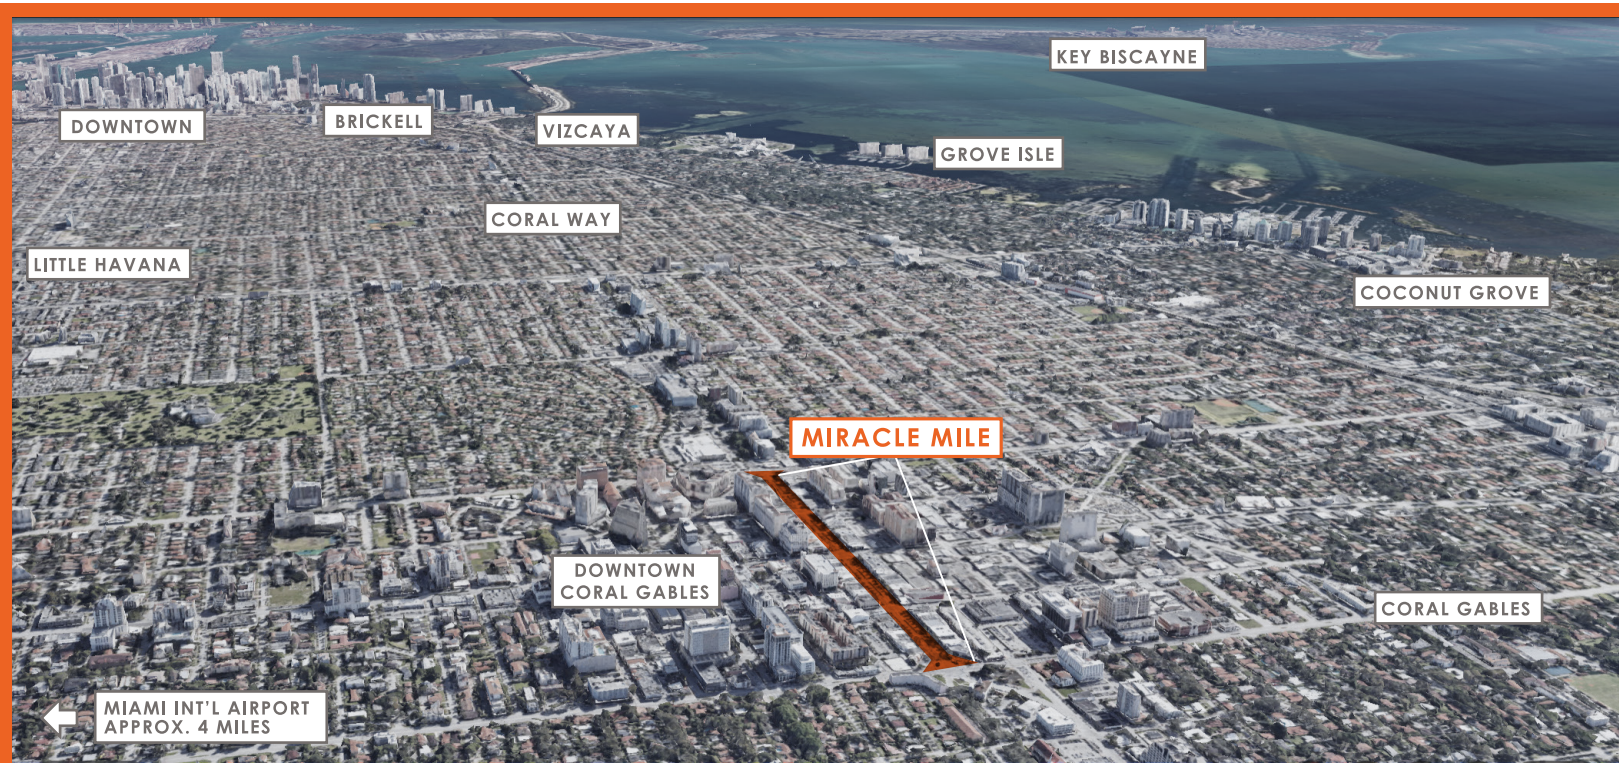 KEY BISCAYNE
DOWNTOWN
BRICKELL
VIZCAYA
GROVE ISLE
CORAL WAY
LITTLE HAVANA
COCONUT GROVE
MIRACLE MILE
DOWNTOWN
CORAL GABLES
CORAL GABLES
MIAMI INT'L AIRPORT
APPROX. 4 MILES